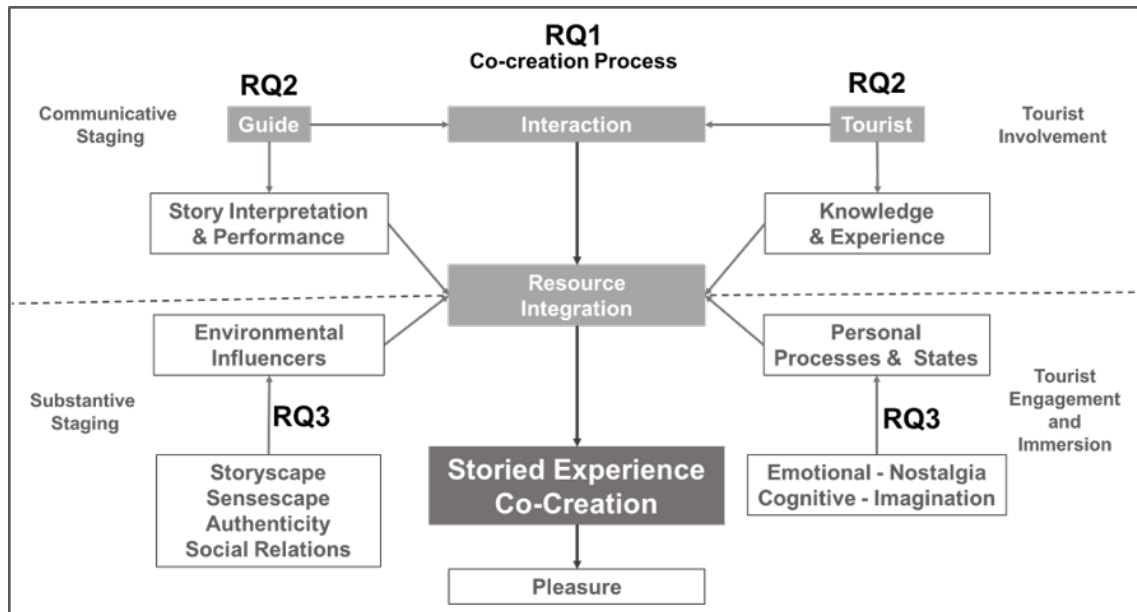 RQ1
Co-creation Process
RQ2
RQ2
Communicative
Staging
Guide
Interaction
Tourist
Tourist
Involvement
Story Interpretation
& Performance
Knowledge
& Experience
Resource
Integration
Environmental
Influencers
Personal
Processes & States
Substantive
Staging
RQ3
RQ3
Tourist
Engagement
and
Immersion
Storyscape
Sensescape
Authenticity
Social Relations
Storied Experience
Co-Creation
Emotional - Nostalgia
Cognitive - Imagination
Pleasure